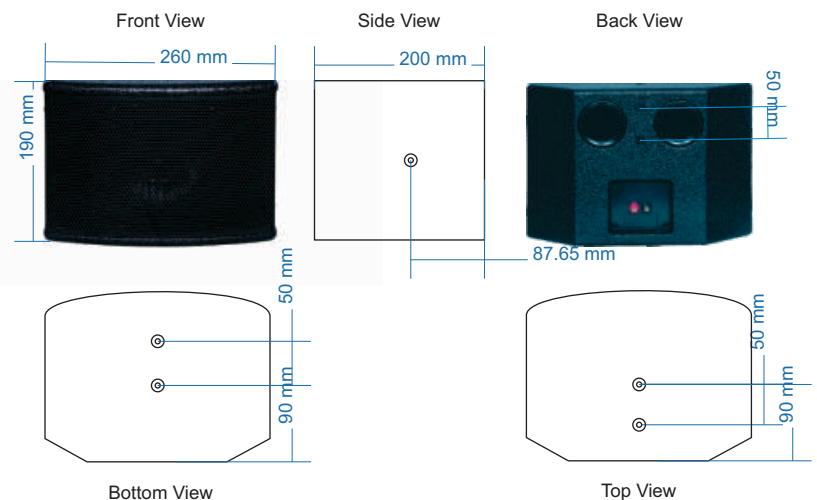 Front View
Side View
Back View
260 mm
200 mm
50 mm
190 mm
87.65 mm
50 mm
90 mm
50 mm
90 mm
Bottom View
Top View